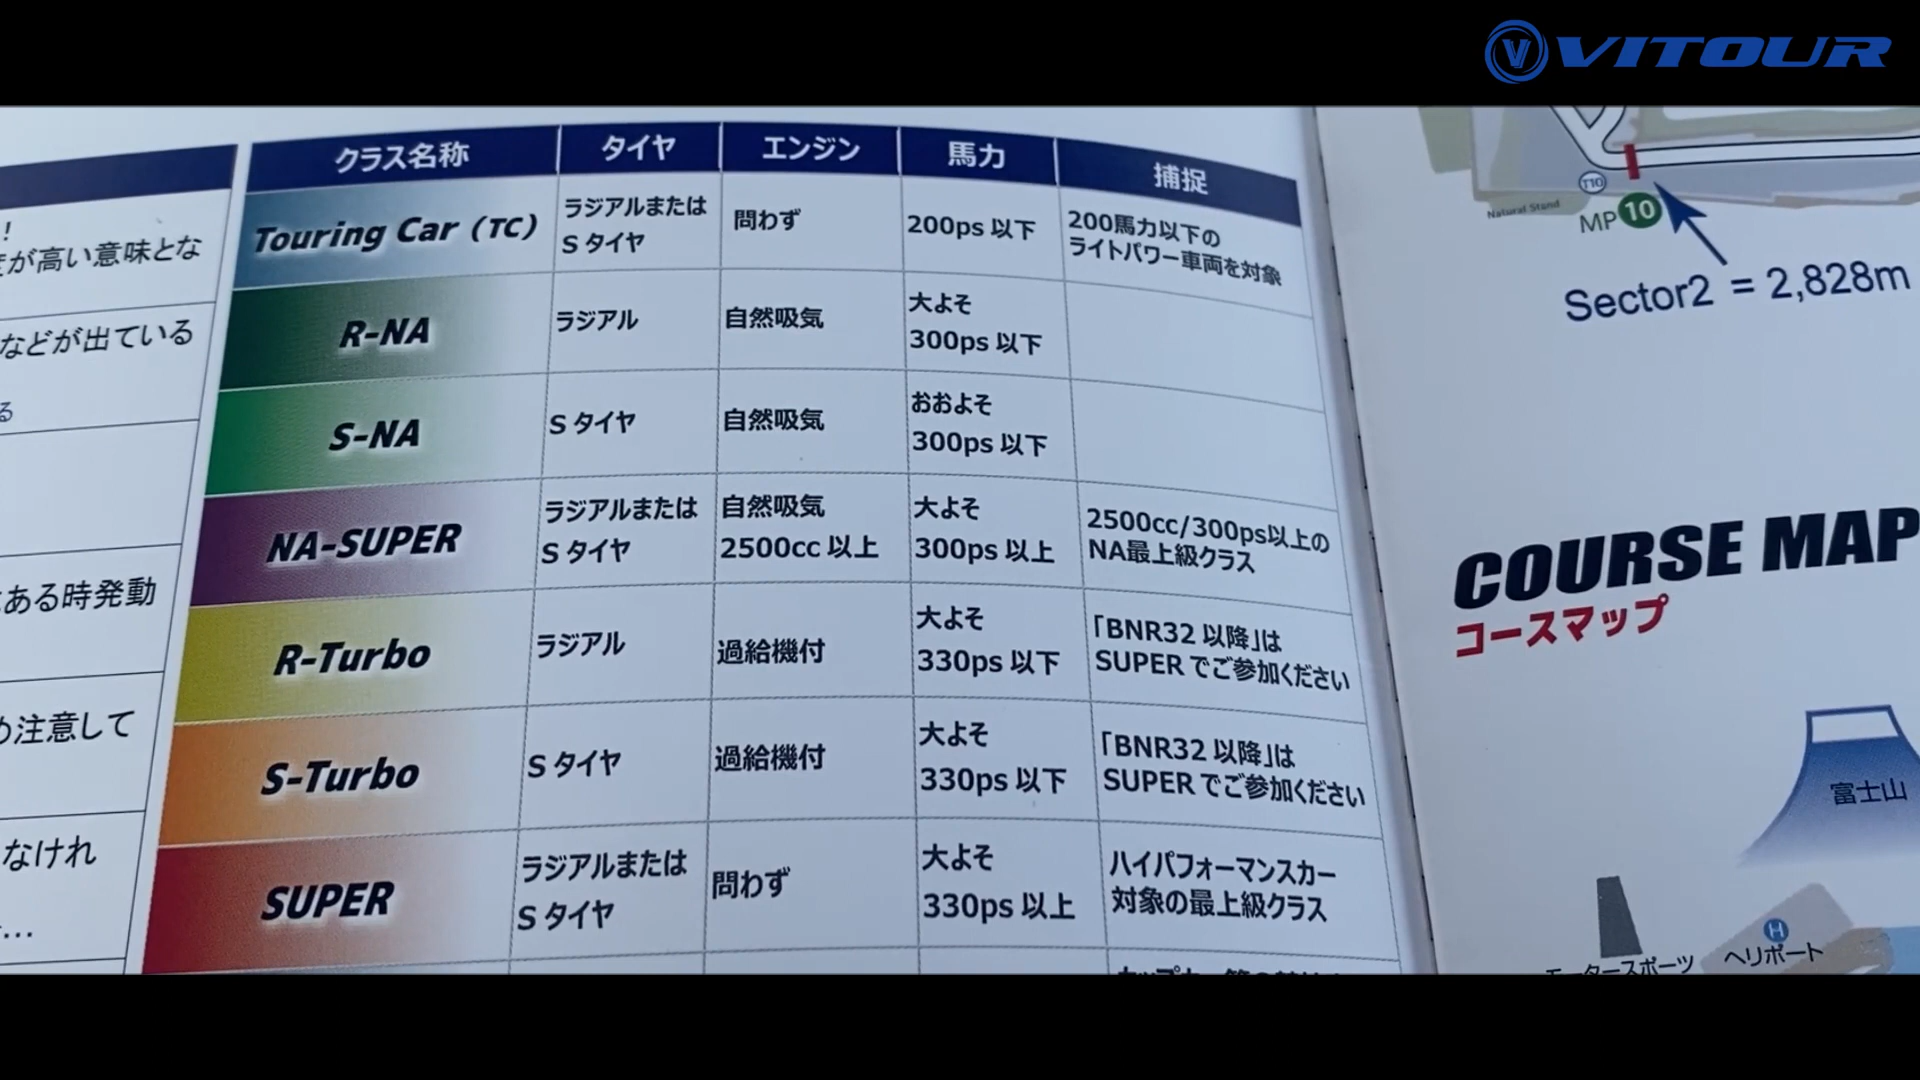 VITOUR
!
が高い意味とな
などが出ている
る
ある時発動
注意して
なけれ
…
クラス名称 タイヤ エンジン 馬力 捕捉
Touring Car (TC) ラジアルまたは 問わず 200ps 以下 200馬力以下の
Sタイヤ ライトパワー車両を対象
R-NA ラジアル 自然吸気 大よそ
300ps 以下
S-NA Sタイヤ 自然吸気 おおよそ
300ps 以下
NA-SUPER ラジアルまたは 自然吸気 大よそ 2500cc/300ps以上の
Sタイヤ 2500cc 以上 300ps 以上 NA最上級クラス
R-Turbo ラジアル 過給機付 大よそ 「BNR32 以降」は
330ps 以下 SUPER でご参加ください
S-Turbo Sタイヤ 過給機付 大よそ 「BNR32 以降」は
330ps 以下 SUPER でご参加ください
SUPER ラジアルまたは 問わず 大よそ ハイパフォーマンスカー
Sタイヤ 330ps 以上 対象の最上級クラス
T10
Natural Stand
MP 10
Sector2 = 2,828m
COURSE MAP
コースマップ
富士山
H
ヘリポート
モータースポーツ